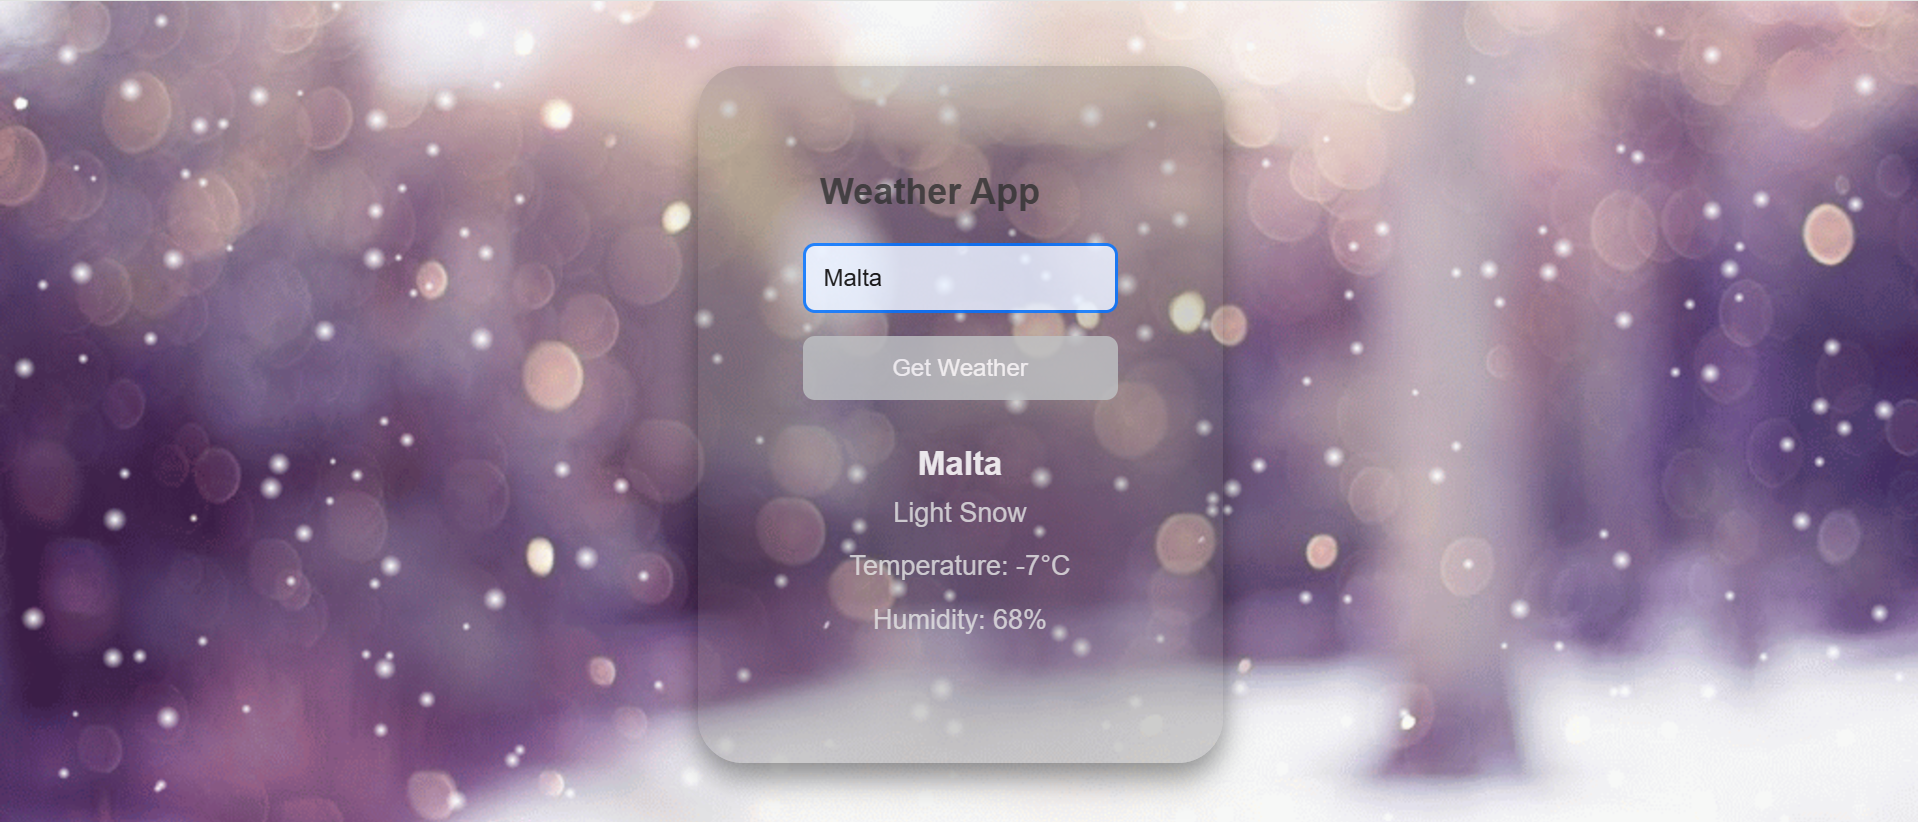 Weather App
Malta
Get Weather
Malta
Light Snow
Temperature: -7°C
Humidity: 68%